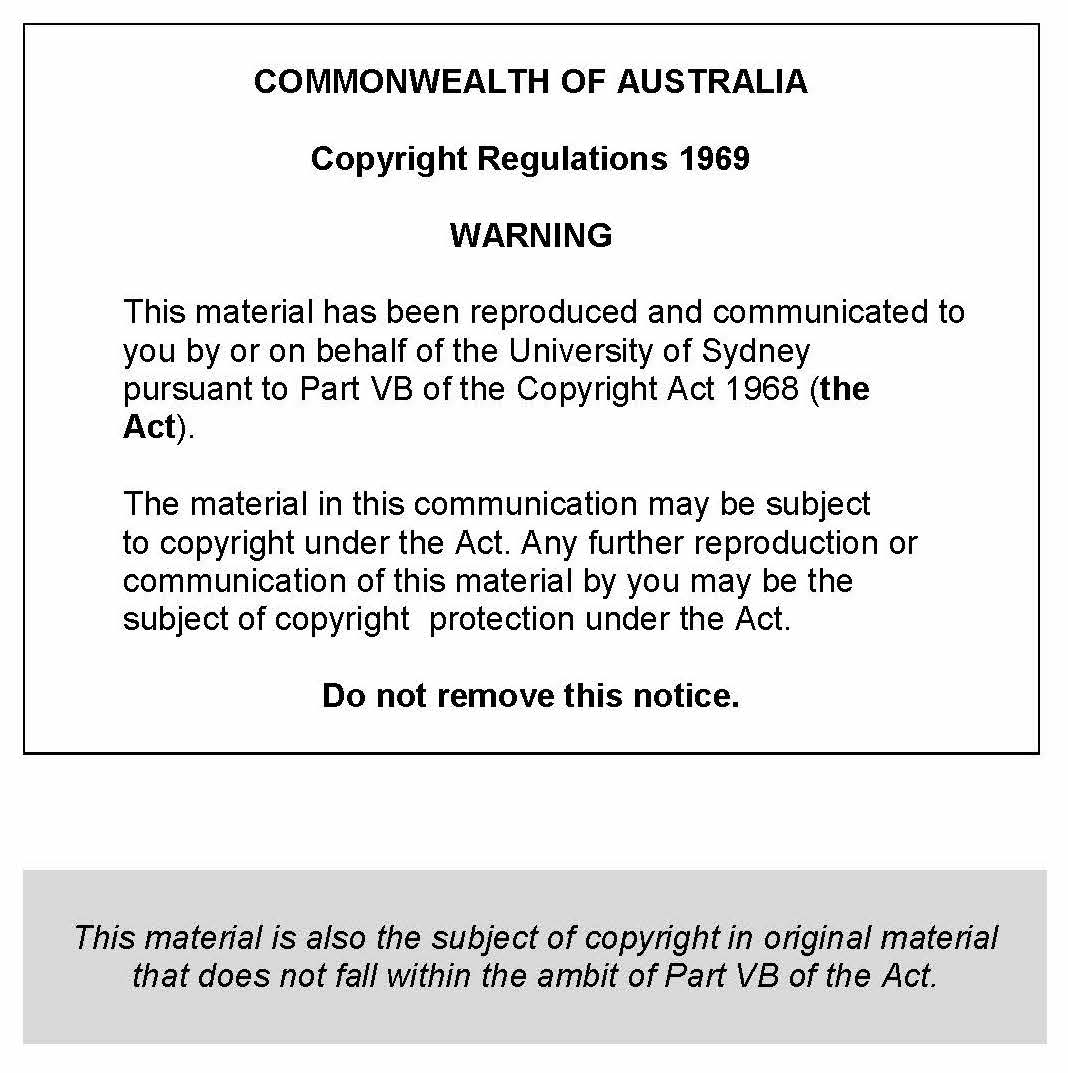 COMMONWEALTH OF AUSTRALIA
Copyright Regulations 1969
WARNING
This material has been reproduced and communicated to
you by or on behalf of the University of Sydney
pursuant to Part VB of the Copyright Act 1968 (the
Act).
The material in this communication may be subject
to copyright under the Act. Any further reproduction or
communication of this material by you may be the
subject of copyright  protection under the Act.
Do not remove this notice.
This material is also the subject of copyright in original material
that does not fall within the ambit of Part VB of the Act.